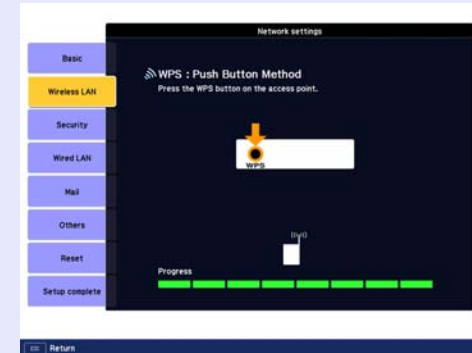 Network settings
Basic
Wireless LAN
Security
Wired LAN
Mail
Others
Reset
Setup complete
WPS : Push Button Method
Press the WPS button on the access point.
WPS
Progress
Esc Return